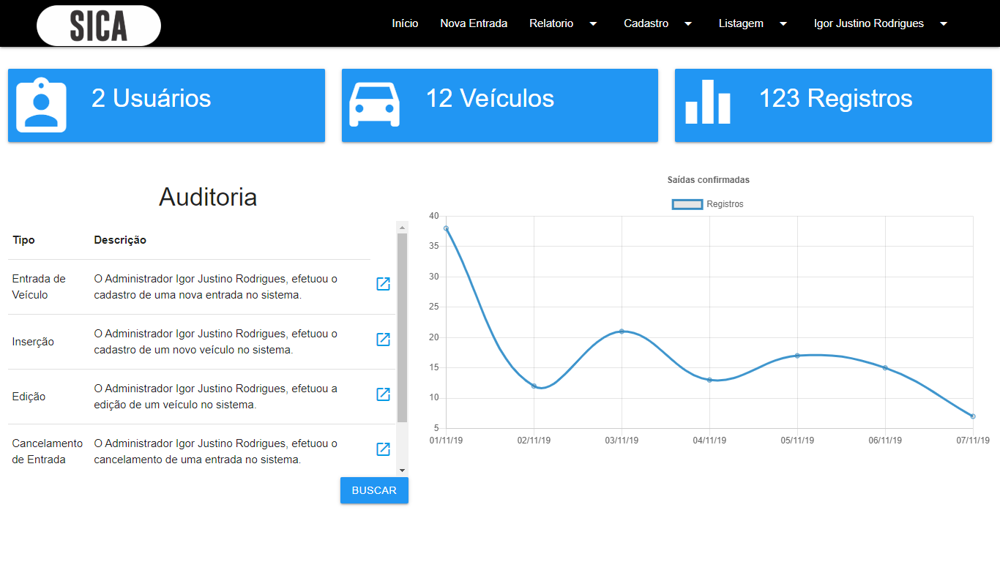 SICA
Início
Nova Entrada
Relatorio
Cadastro
Listagem
Igor Justino Rodrigues
2 Usuários
12 Veículos
123 Registros
Auditoria
Tipo
Descrição
Entrada de
Veículo
O Administrador Igor Justino Rodrigues, efetuou o
cadastro de uma nova entrada no sistema.
Inserção
O Administrador Igor Justino Rodrigues, efetuou o
cadastro de um novo veículo no sistema.
Edição
O Administrador Igor Justino Rodrigues, efetuou a
edição de um veículo no sistema.
Cancelamento
de Entrada
O Administrador Igor Justino Rodrigues, efetuou o
cancelamento de uma entrada no sistema.
BUSCAR
Saídas confirmadas
Registros
40
35
30
25
20
15
10
5
01/11/19
02/11/19
03/11/19
04/11/19
05/11/19
06/11/19
07/11/19